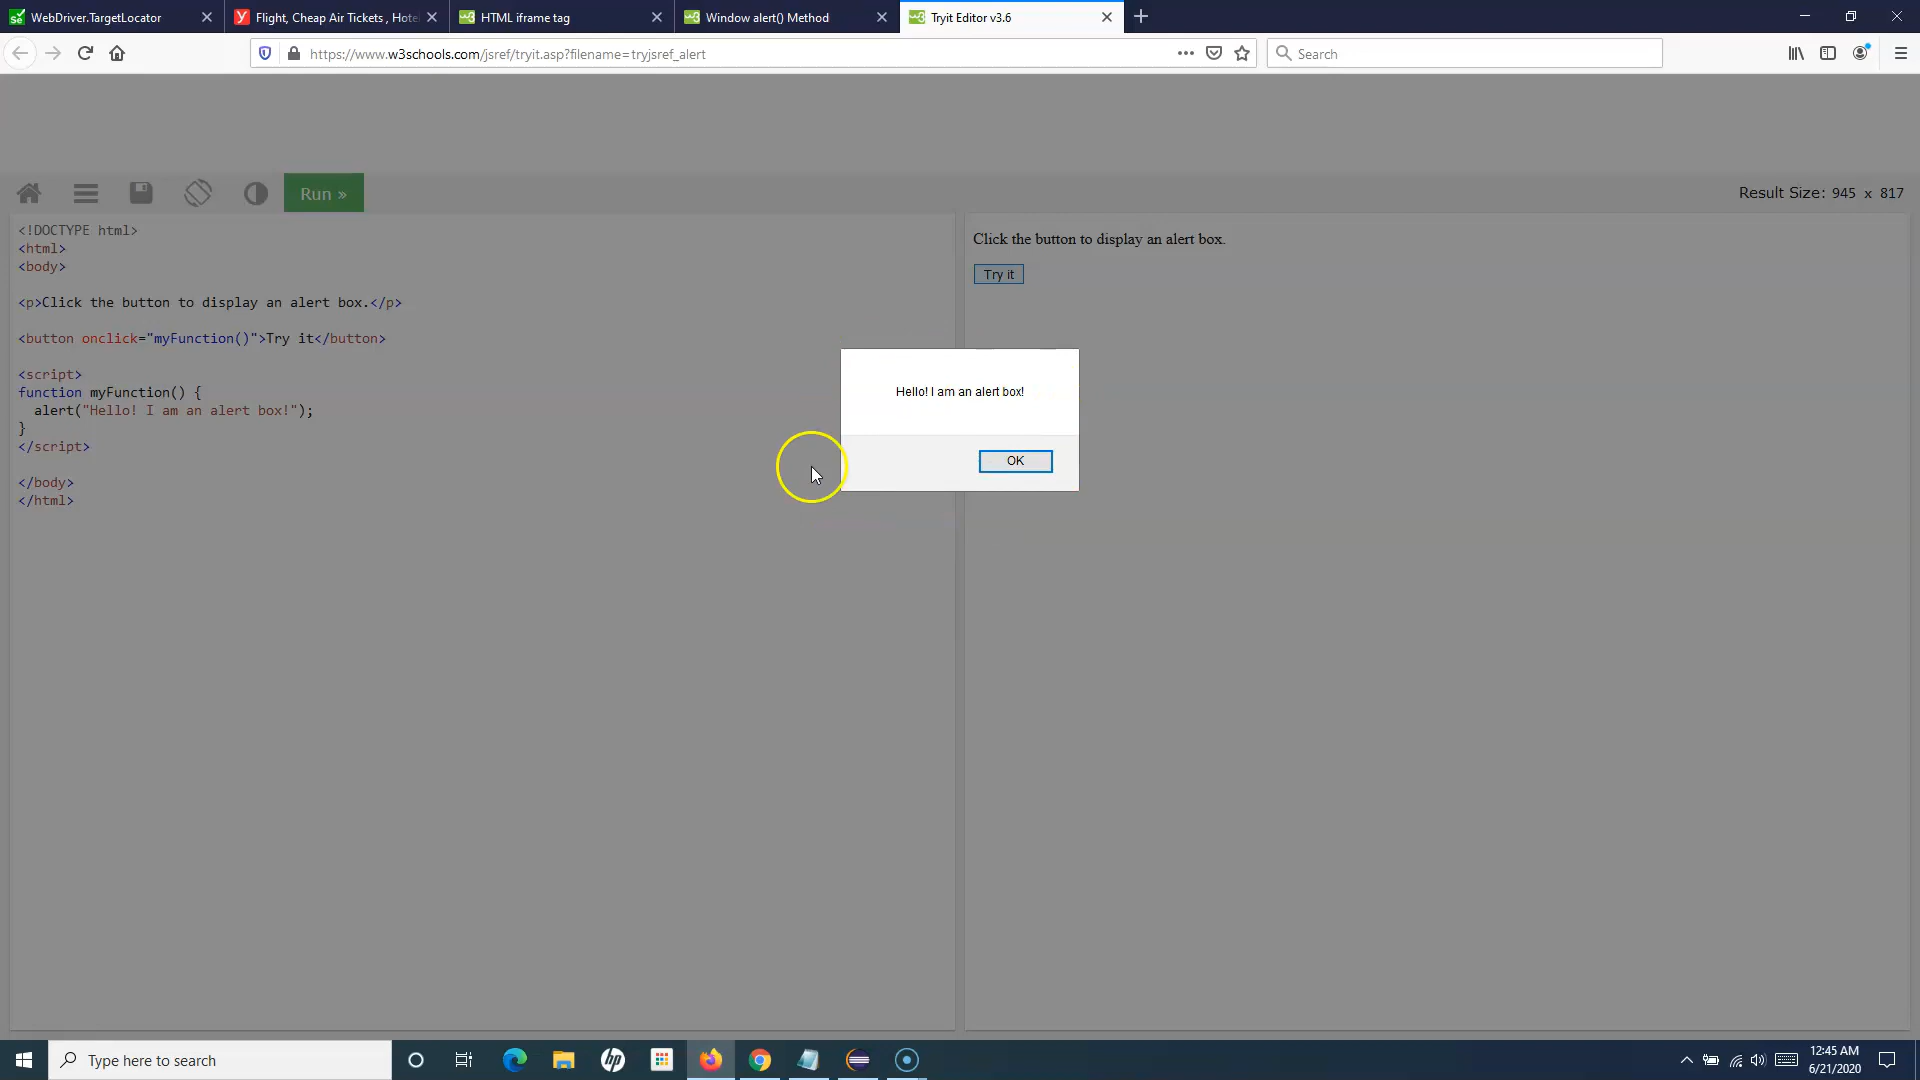 WebDriver.TargetLocator
Flight, Cheap Air Tickets , Hote
HTML iframe tag
Window alert() Method
Tryit Editor v3.6
https://www.w3schools.com/jsref/tryit.asp?filename=tryjsref_alert
Search
Run »
Result Size: 945 x 817
<!DOCTYPE html>
<html>
<body>
<p>Click the button to display an alert box.</p>
<button onclick="myFunction()">Try it</button>
<script>
function myFunction() {
  alert("Hello! I am an alert box!");
}
</script>
</body>
</html>
Click the button to display an alert box.
Try it
Hello! I am an alert box!
OK
Type here to search
12:45 AM
6/21/2020